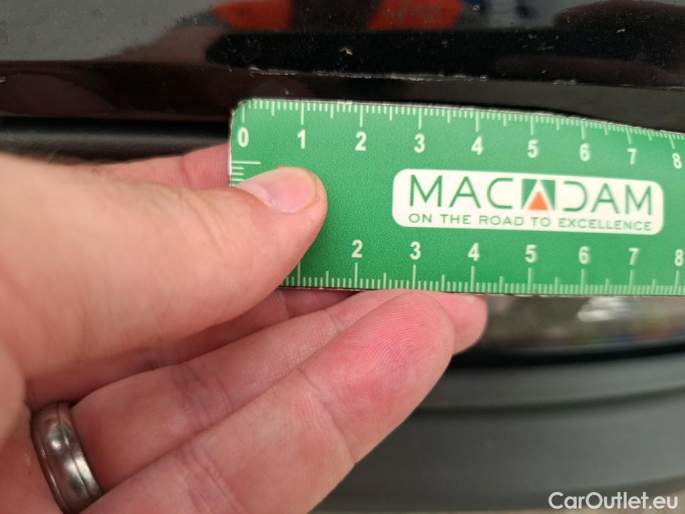 0 1 2 3 4 5 6 7 8
MACADAM
ON THE ROAD TO EXCELLENCE
2 3 4 5 6 7 8
CarOutlet.eu